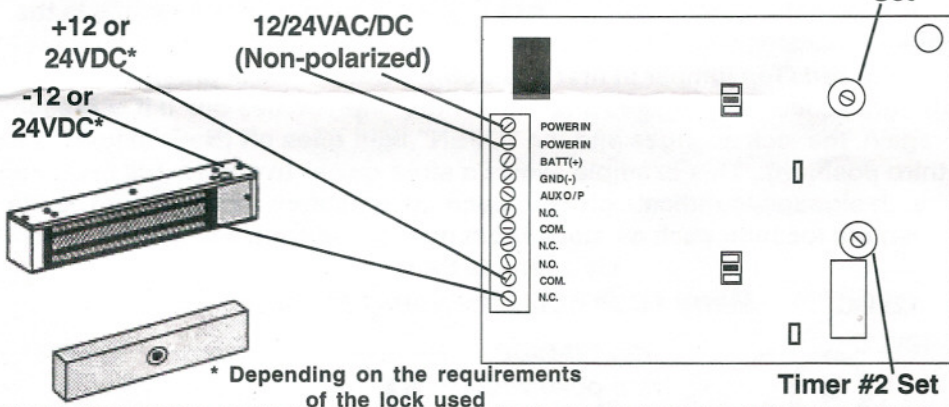 +12 or
24VDC*
-12 or
24VDC*
12/24VAC/DC
(Non-polarized)
POWER IN
POWER IN
BATT(+)
GND(-)
AUX O/P
N.O.
COM.
N.C.
N.O.
COM.
N.C.
Timer #2 Set
* Depending on the requirements
of the lock used